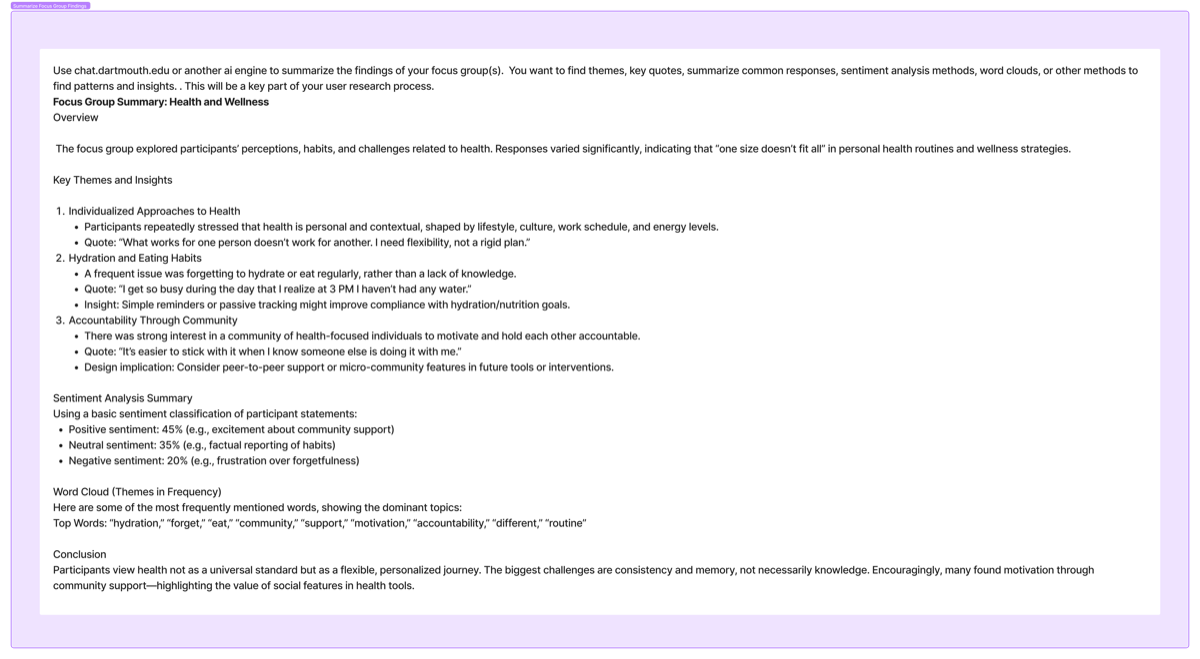 Summarize Focus Group Findings
Use chat.dartmouth.edu or another ai engine to summarize the findings of your focus group(s).  You want to find themes, key quotes, summarize common responses, sentiment analysis methods, word clouds, or other methods to
find patterns and insights. . This will be a key part of your user research process.
Focus Group Summary: Health and Wellness
Overview
The focus group explored participants' perceptions, habits, and challenges related to health. Responses varied significantly, indicating that "one size doesn't fit all" in personal health routines and wellness strategies.
Key Themes and Insights
1. Individualized Approaches to Health
• Participants repeatedly stressed that health is personal and contextual, shaped by lifestyle, culture, work schedule, and energy levels.
• Quote: "What works for one person doesn't work for another. I need flexibility, not a rigid plan."
2. Hydration and Eating Habits
• A frequent issue was forgetting to hydrate or eat regularly, rather than a lack of knowledge.
• Quote: "I get so busy during the day that I realize at 3 PM I haven't had any water."
• Insight: Simple reminders or passive tracking might improve compliance with hydration/nutrition goals.
3. Accountability Through Community
• There was strong interest in a community of health-focused individuals to motivate and hold each other accountable.
• Quote: "It's easier to stick with it when I know someone else is doing it with me."
• Design implication: Consider peer-to-peer support or micro-community features in future tools or interventions.
Sentiment Analysis Summary
Using a basic sentiment classification of participant statements:
• Positive sentiment: 45% (e.g., excitement about community support)
• Neutral sentiment: 35% (e.g., factual reporting of habits)
• Negative sentiment: 20% (e.g., frustration over forgetfulness)
Word Cloud (Themes in Frequency)
Here are some of the most frequently mentioned words, showing the dominant topics:
Top Words: "hydration," "forget," "eat," "community," "support," "motivation," "accountability," "different," "routine"
Conclusion
Participants view health not as a universal standard but as a flexible, personalized journey. The biggest challenges are consistency and memory, not necessarily knowledge. Encouragingly, many found motivation through
community support—highlighting the value of social features in health tools.